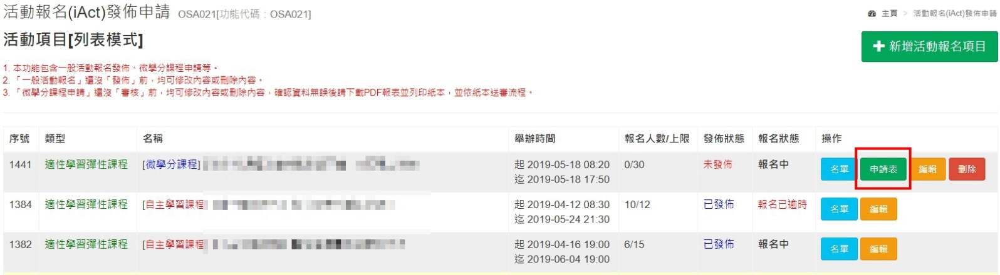 活動報名(iAct)發佈申請 OSA021[功能代碼：OSA021]
主頁 > 活動報名(iAct)發佈申請
活動項目[列表模式]
新增活動報名項目
1. 本功能包含一般活動報名發佈、微學分課程申請等。
2. 「一般活動報名」還沒「發佈」前，均可修改內容或刪除內容。
3. 「微學分課程申請」還沒「審核」前，均可修改內容或刪除內容，確認資料無誤後請下載PDF報表並列印紙本，並依紙本送審流程。
序號 類型 名稱 舉辦時間 報名人數/上限 發佈狀態 報名狀態 操作
1441 適性學習彈性課程 [微學分課程] 起 2019-05-18 08:20 0/30 未發佈 報名中 名單 申請表 編輯 刪除
迄 2019-05-18 17:50
1384 適性學習彈性課程 [自主學習課程 起 2019-04-12 08:30 10/12 已發佈 報名已逾時 名單 編輯
迄 2019-05-24 21:30
1382 適性學習彈性課程 [自主學習課程 起 2019-04-16 19:00 6/15 已發佈 報名中 名單 編輯
迄 2019-06-04 19:00